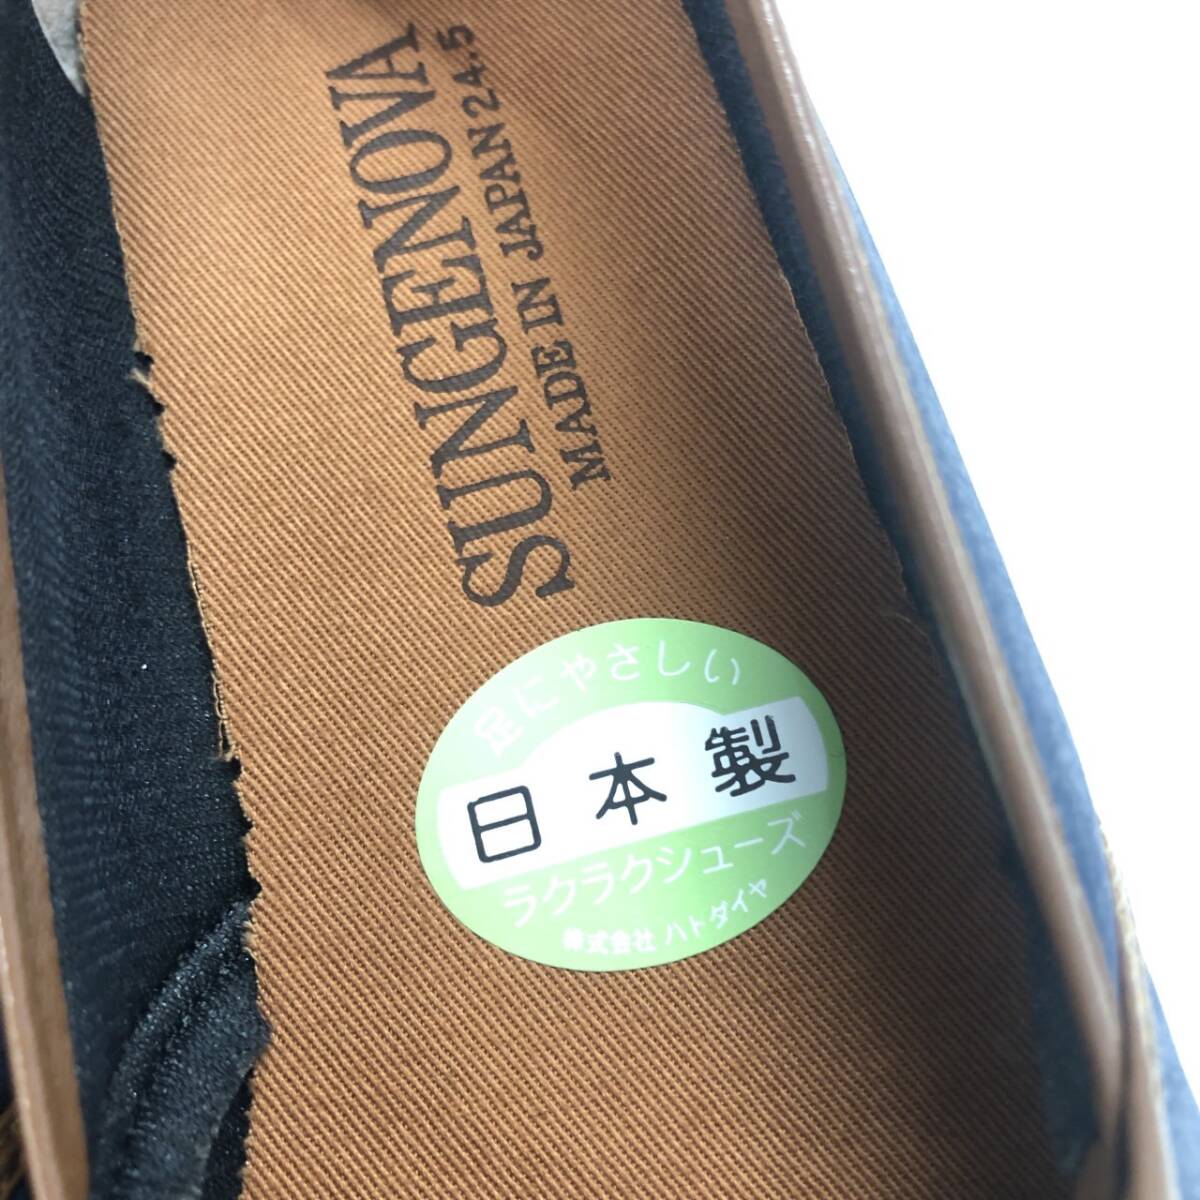 SUNGENOVA
MADE IN JAPAN 24.5
足にやさしい
日本製
ラクラクシューズ
株式会社 ハトダイヤ